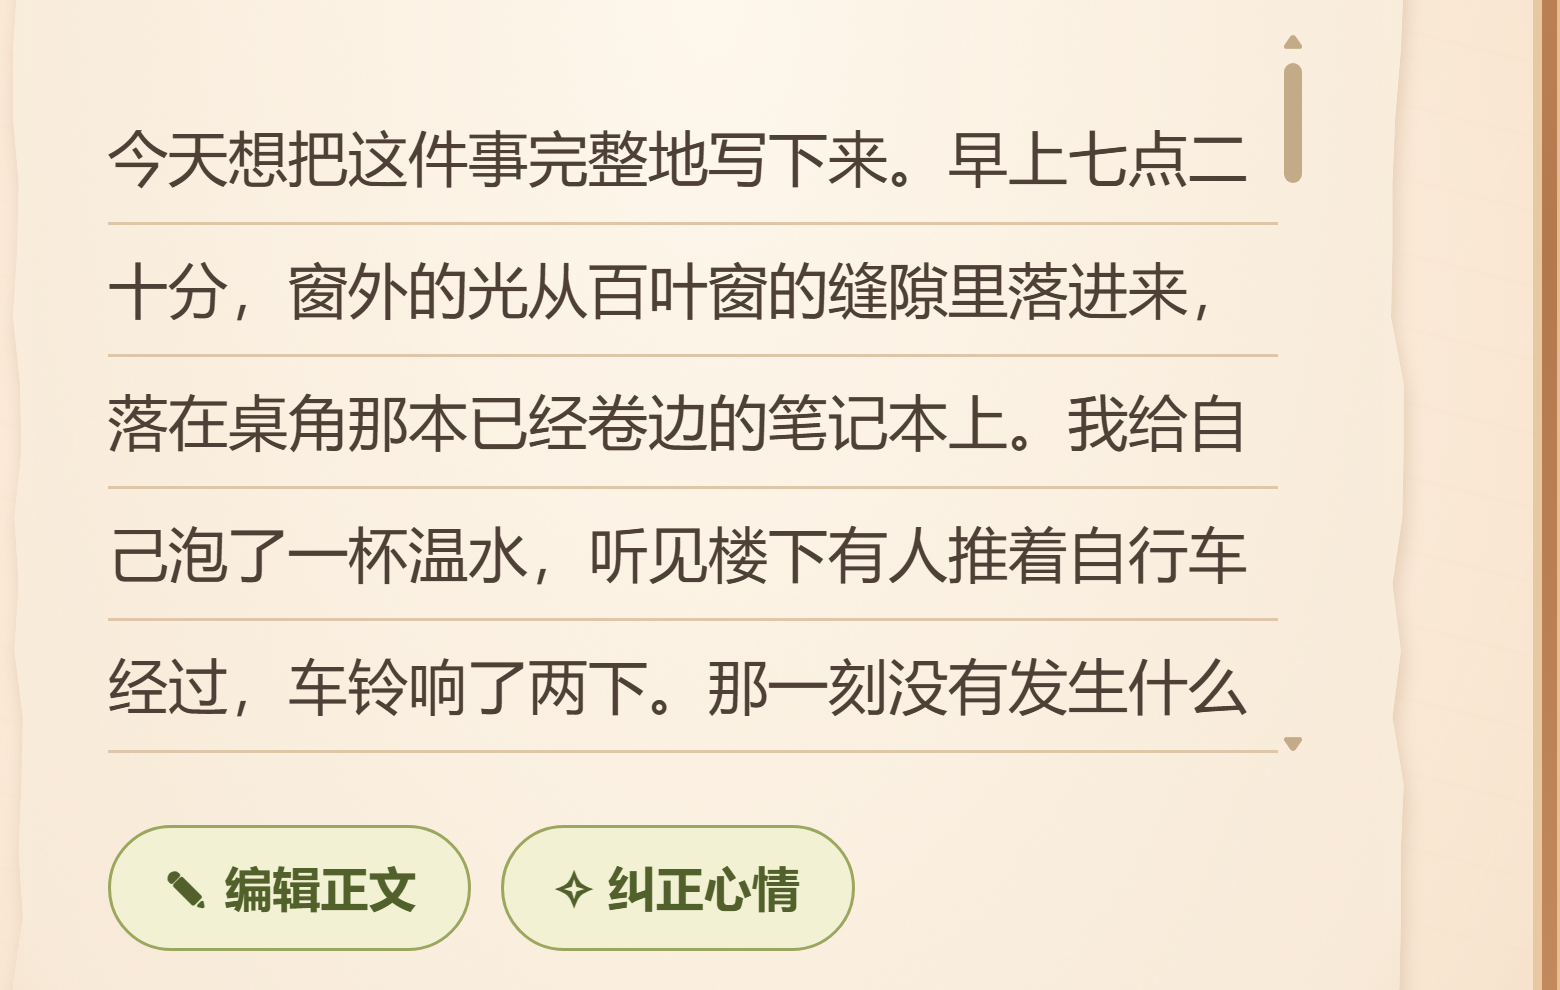 今天想把这件事完整地写下来。早上七点二
十分，窗外的光从百叶窗的缝隙里落进来，
落在桌角那本已经卷边的笔记本上。我给自
己泡了一杯温水，听见楼下有人推着自行车
经过，车铃响了两下。那一刻没有发生什么
编辑正文
纠正心情